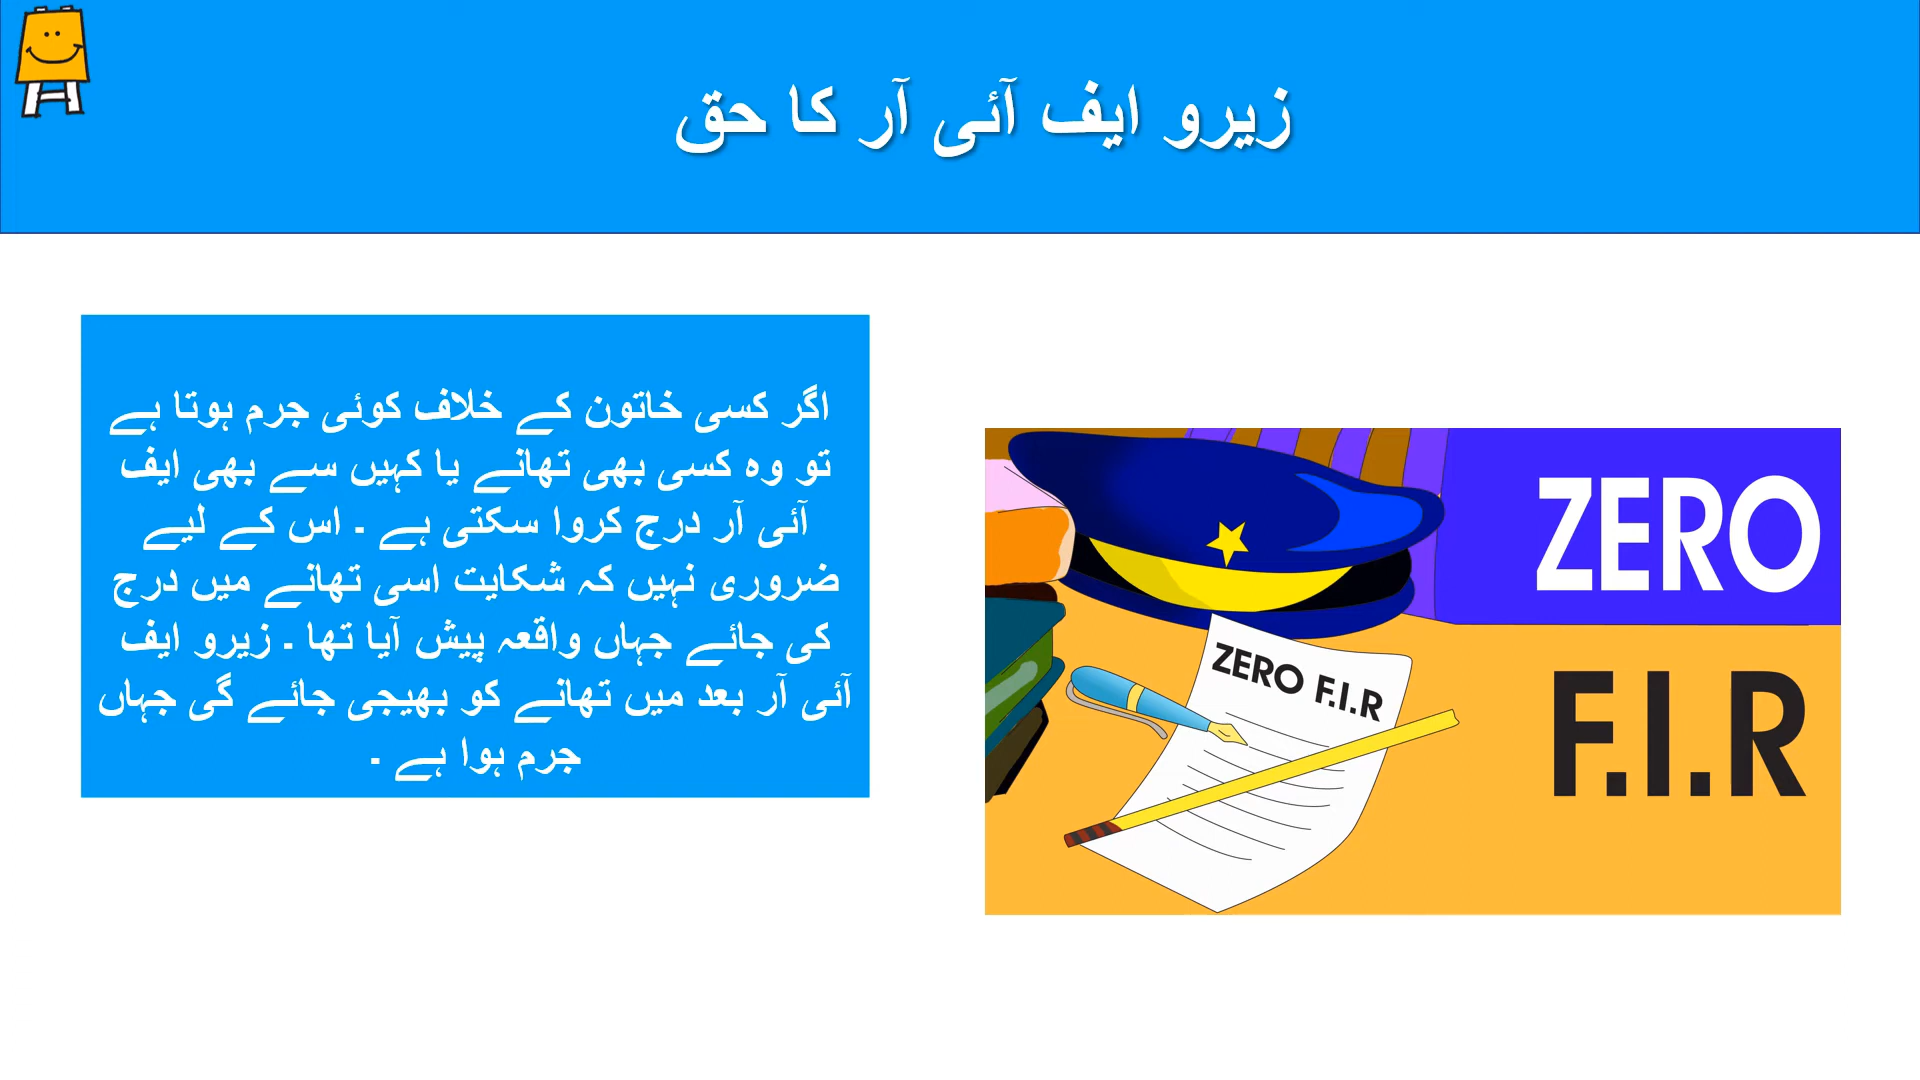 زیرو ایف آئی آر کا حق
اگر کسی خاتون کے خلاف کوئی جرم ہوتا ہے
تو وہ کسی بھی تھانے یا کہیں سے بھی ایف
آئی آر درج کروا سکتی ہے ۔ اس کے لیے
ضروری نہیں کہ شکایت اسی تھانے میں درج
کی جائے جہاں واقعہ پیش آیا تھا ۔ زیرو ایف
آئی آر بعد میں تھانے کو بھیجی جائے گی جہاں
جرم ہوا ہے ۔
ZERO
F.I.R
ZERO F.I.R